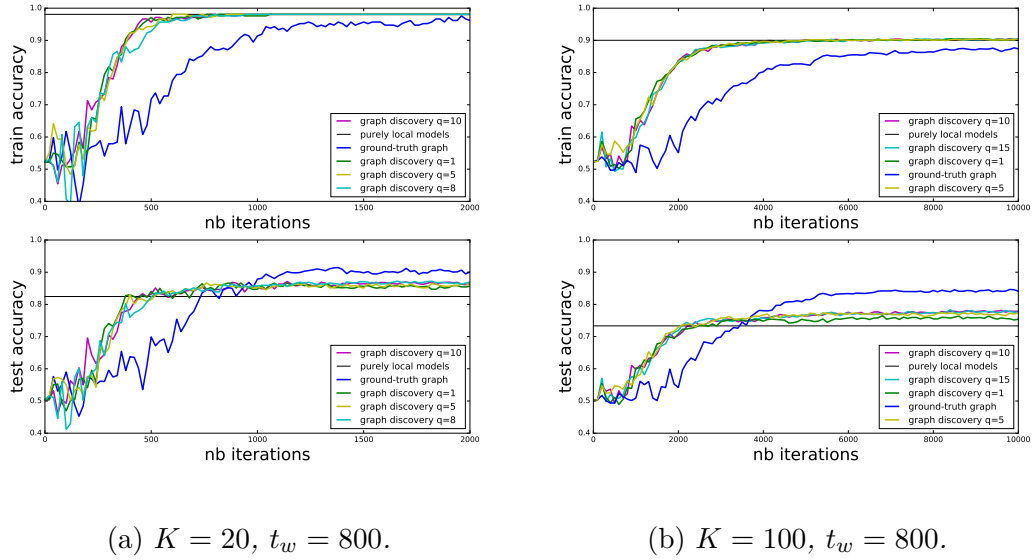 1.0
0.9
0.8
0.7
0.6
0.5
0.4
train accuracy
graph discovery q=10
purely local models
ground-truth graph
graph discovery q=1
graph discovery q=5
graph discovery q=8
0 500 1000 1500 2000
nb iterations
1.0
0.9
0.8
0.7
0.6
0.5
0.4
test accuracy
graph discovery q=10
purely local models
ground-truth graph
graph discovery q=1
graph discovery q=5
graph discovery q=8
0 500 1000 1500 2000
nb iterations
(a) K = 20, t_w = 800.
1.0
0.9
0.8
0.7
0.6
0.5
0.4
train accuracy
graph discovery q=10
purely local models
graph discovery q=15
graph discovery q=1
ground-truth graph
graph discovery q=5
0 2000 4000 6000 8000 10000
nb iterations
1.0
0.9
0.8
0.7
0.6
0.5
0.4
test accuracy
graph discovery q=10
purely local models
graph discovery q=15
graph discovery q=1
ground-truth graph
graph discovery q=5
0 2000 4000 6000 8000 10000
nb iterations
(b) K = 100, t_w = 800.